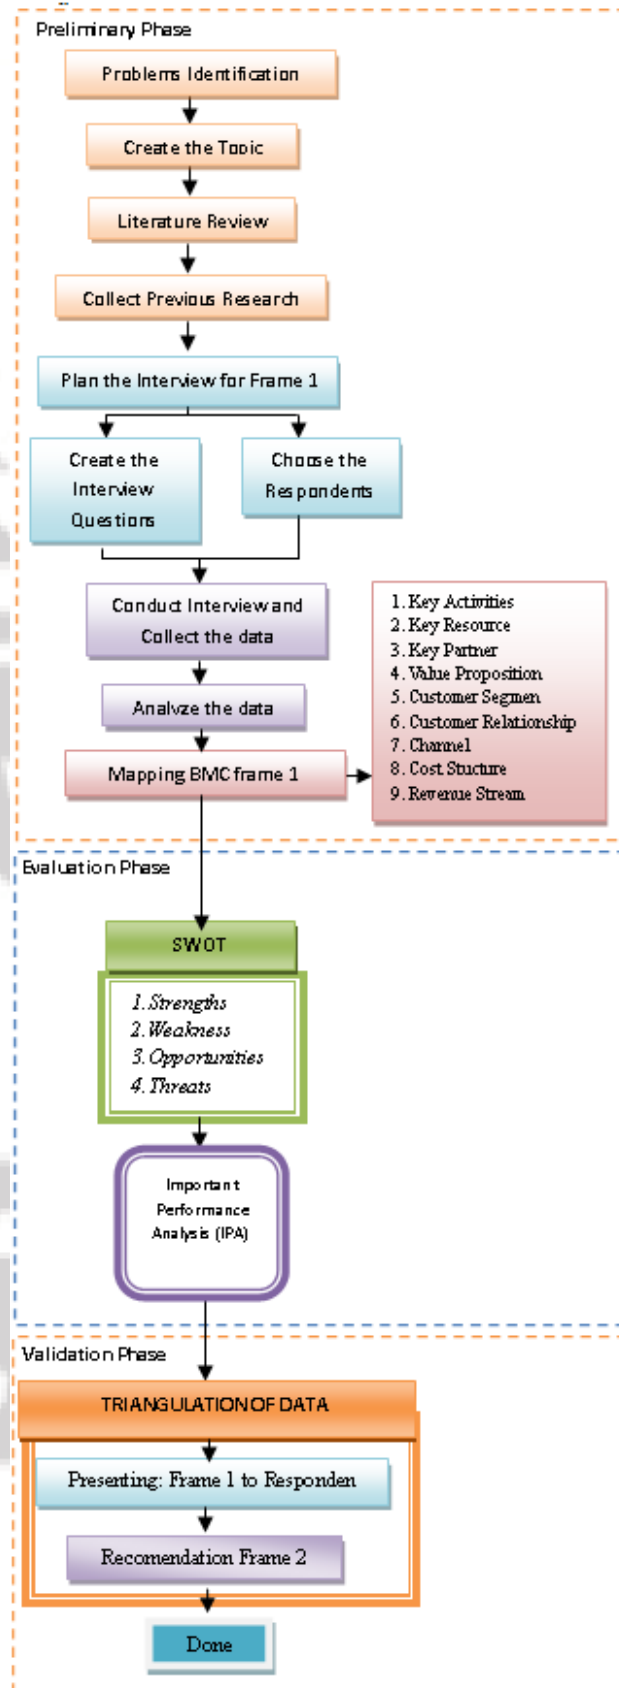 Preliminary Phase
Problems Identification
Create the Topic
Literature Review
Collect Previous Research
Plan the Interview for Frame 1
Create the
Interview
Questions
Choose the
Respondents
Conduct Interview and
Collect the data
Analyze the data
Mapping BMC frame 1
1. Key Activities
2. Key Resource
3. Key Partner
4. Value Proposition
5. Customer Segmen
6. Customer Relationship
7. Channel
8. Cost Stucture
9. Revenue Stream
Evaluation Phase
SWOT
1. Strengths
2. Weakness
3. Opportunities
4. Threats
Important
Performance
Analysis (IPA)
Validation Phase
TRIANGULATION OF DATA
Presenting: Frame 1 to Responden
Recomendation Frame 2
Done